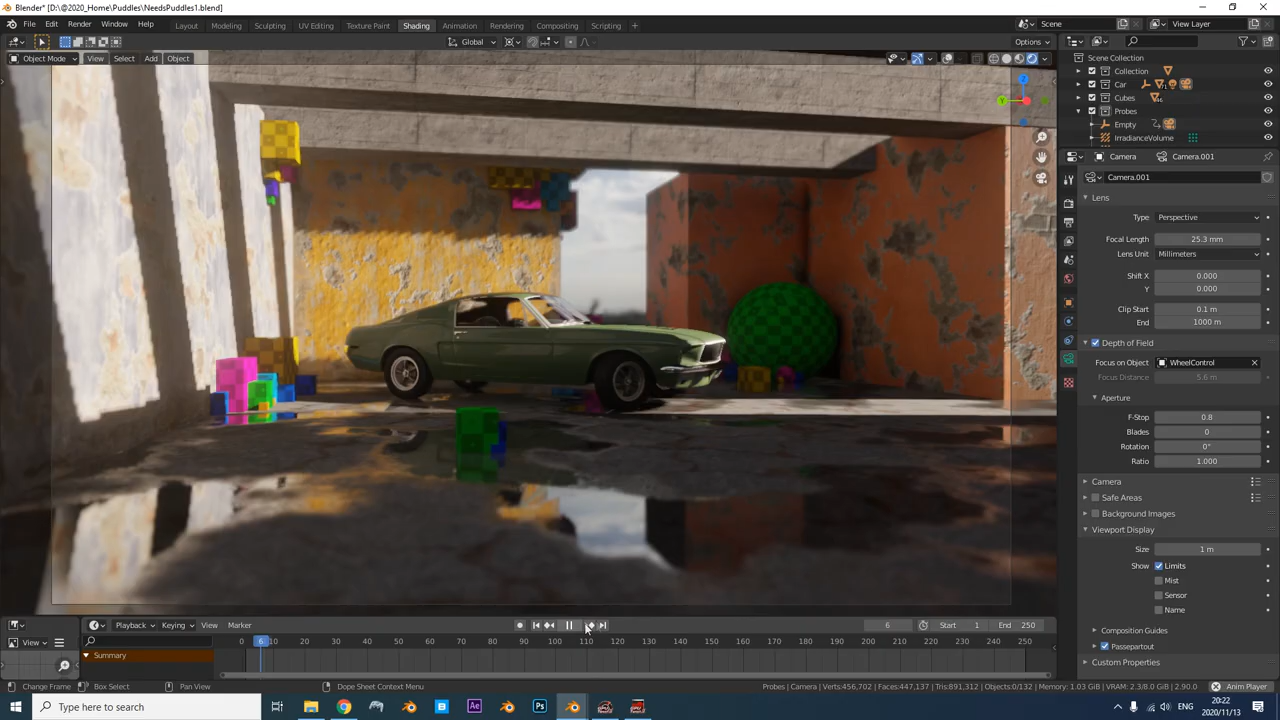 Blender* [D:\@2020_Home\Puddles\NeedsPuddles1.blend]
File Edit Render Window Help Layout Modeling Sculpting UV Editing Texture Paint Shading Animation Rendering Compositing Scripting + Scene View Layer
Global Options
Object Mode View Select Add Object
Scene Collection
Collection
Car
Cubes
Probes
Empty
IrradianceVolume
Z
Y
Camera Camera.001
Camera.001
Lens
Type Perspective
Focal Length 25.3 mm
Lens Unit Millimeters
Shift X 0.000
Y 0.000
Clip Start 0.1 m
End 1000 m
Depth of Field
Focus on Object WheelControl
Focus Distance 5.6 m
Aperture
F-Stop 0.8
Blades 0
Rotation 0°
Ratio 1.000
Camera
Safe Areas
Background Images
Viewport Display
Size 1 m
Show Limits
Mist
Sensor
Name
Composition Guides
Passepartout
Custom Properties
Playback Keying View Marker 6 Start 1 End 250
View 0 6 10 20 30 40 50 60 70 80 90 100 110 120 130 140 150 160 170 180 190 200 210 220 230 240 250
Summary
Change Frame Box Select Pan View Dope Sheet Context Menu Probes | Camera | Verts:456,702 | Faces:447,137 | Tris:891,312 | Objects:0/132 | Memory: 1.03 GiB | VRAM: 2.3/8.0 GiB | 2.90.0 Anim Player
Type here to search Ae Ps ENG 20:22
2020/11/13